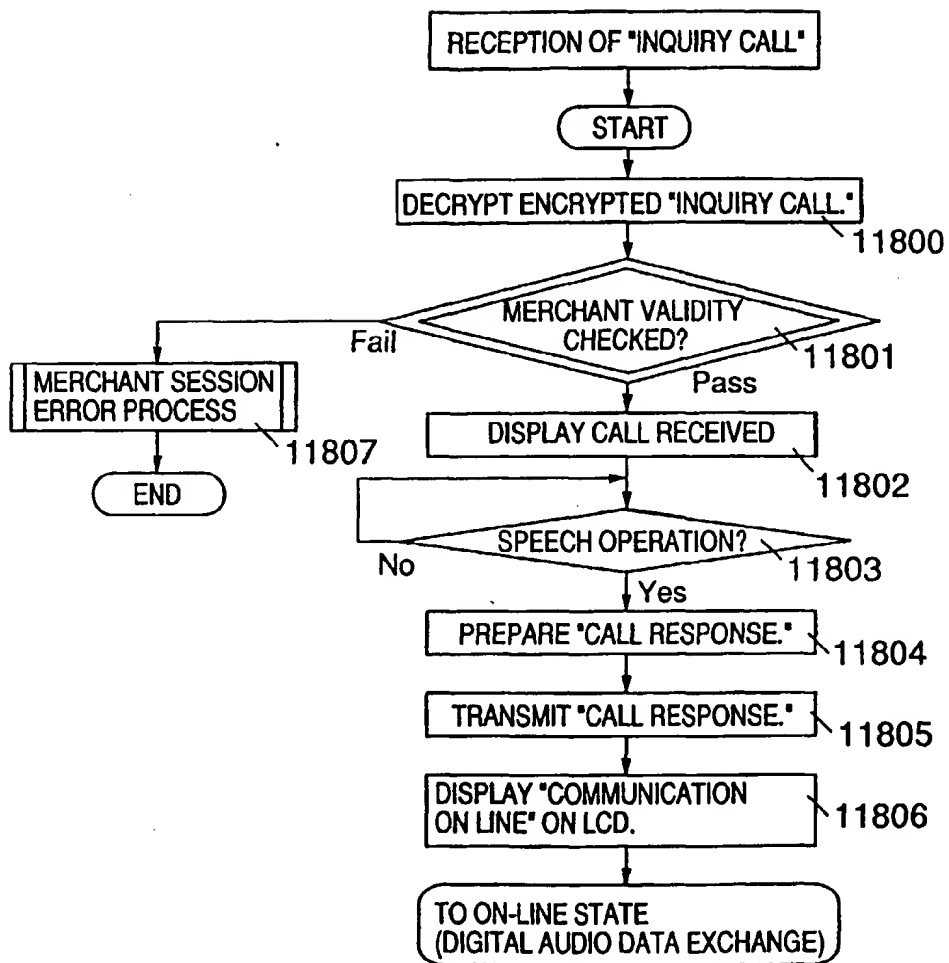 RECEPTION OF "INQUIRY CALL"
START
DECRYPT ENCRYPTED "INQUIRY CALL."
11800
MERCHANT VALIDITY
CHECKED?
11801
Fail
Pass
MERCHANT SESSION
ERROR PROCESS
11807
END
DISPLAY CALL RECEIVED
11802
SPEECH OPERATION?
11803
No
Yes
PREPARE "CALL RESPONSE."
11804
TRANSMIT "CALL RESPONSE."
11805
DISPLAY "COMMUNICATION
ON LINE" ON LCD.
11806
TO ON-LINE STATE
(DIGITAL AUDIO DATA EXCHANGE)